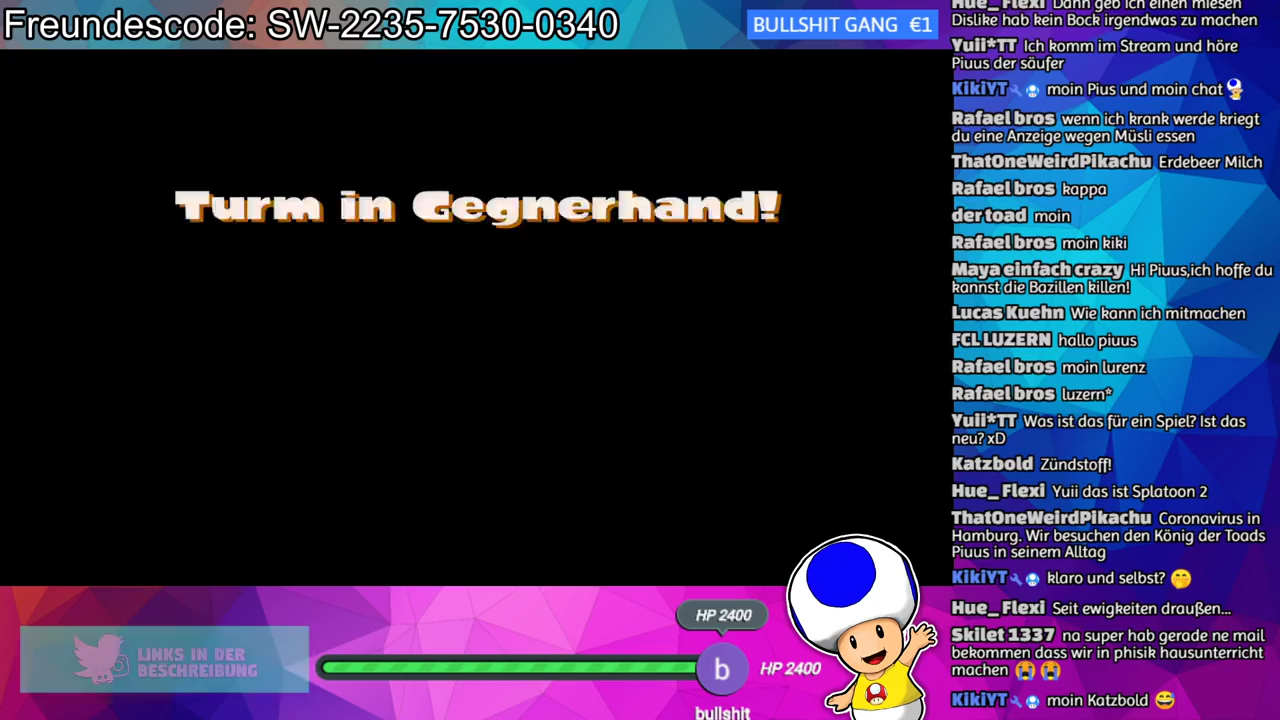 Freundescode: SW-2235-7530-0340
BULLSHIT GANG €1
Turm in Gegnerhand!
LINKS IN DER
BESCHREIBUNG
HP 2400
b
HP 2400
bullshit
Hue_Flexi Dann geb ich einen miesen
Dislike hab kein Bock irgendwas zu machen
Yuii*TT Ich komm im Stream und höre
Piuus der säufer
KikiYT moin Pius und moin chat
Rafael bros wenn ich krank werde kriegt
du eine Anzeige wegen Müsli essen
ThatOneWeirdPikachu Erdebeer Milch
Rafael bros kappa
der toad moin
Rafael bros moin kiki
Maya einfach crazy Hi Piuus,ich hoffe du
kannst die Bazillen killen!
Lucas Kuehn Wie kann ich mitmachen
FCL LUZERN hallo piuus
Rafael bros moin lurenz
Rafael bros luzern*
Yuii*TT Was ist das für ein Spiel? Ist das
neu? xD
Katzbold Zündstoff!
Hue_Flexi Yuii das ist Splatoon 2
ThatOneWeirdPikachu Coronavirus in
Hamburg. Wir besuchen den König der Toads
Piuus in seinem Alltag
KikiYT klaro und selbst? 🤭
Hue_Flexi Seit ewigkeiten draußen...
Skilet 1337 na super hab gerade ne mail
bekommen dass wir in phisik hausunterricht
machen 😭 😭
KikiYT moin Katzbold 😅